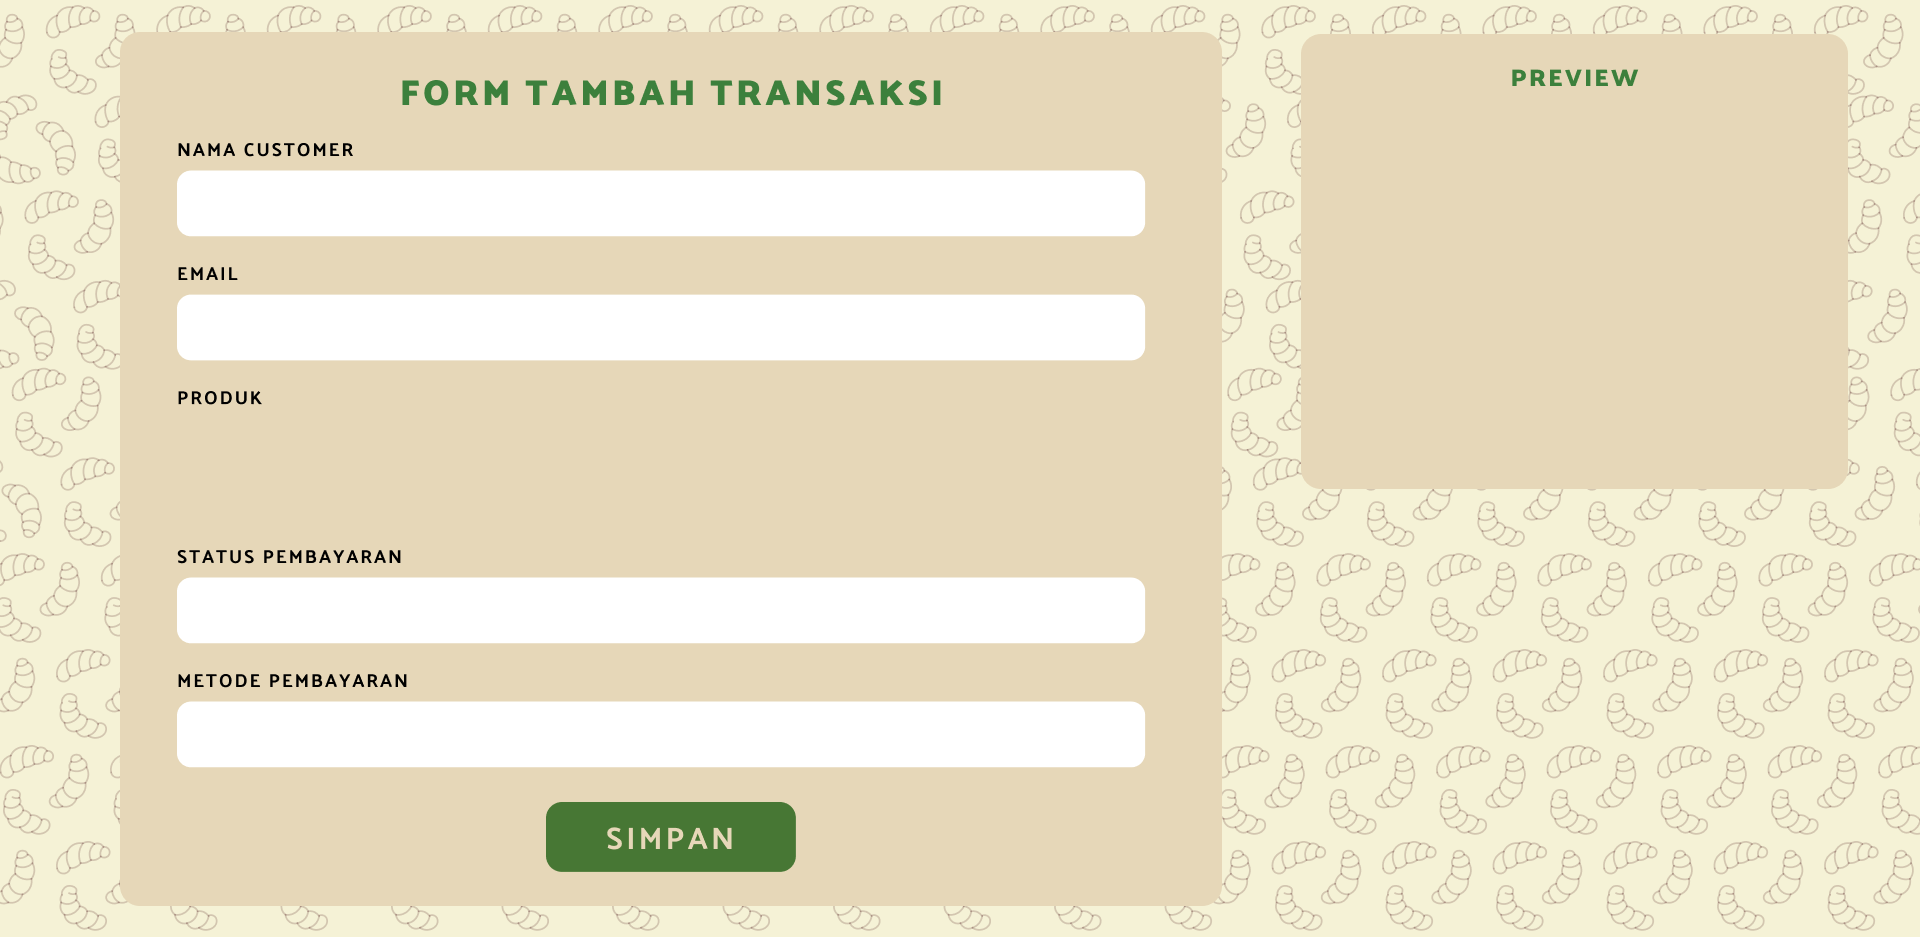 FORM TAMBAH TRANSAKSI
NAMA CUSTOMER
EMAIL
PRODUK
STATUS PEMBAYARAN
METODE PEMBAYARAN
SIMPAN
PREVIEW